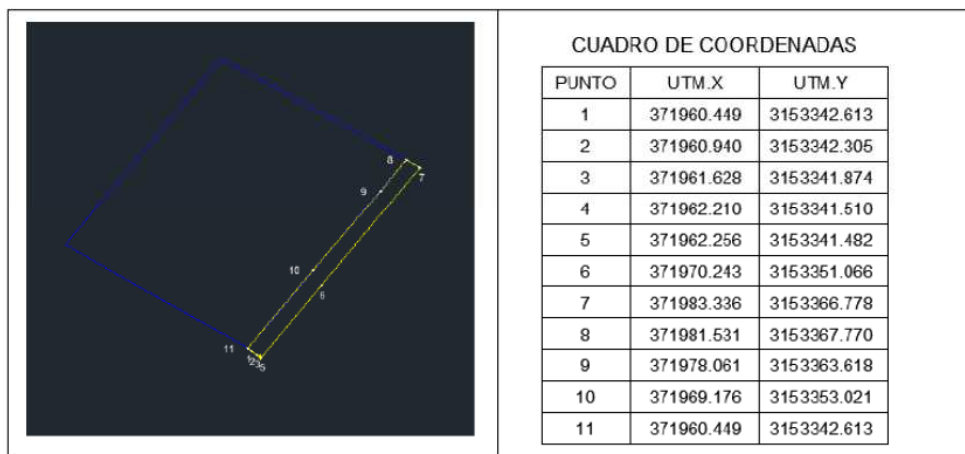 8
7
9
10
6
11
CUADRO DE COORDENADAS
PUNTO UTM.X UTM.Y
1 371960.449 3153342.613
2 371960.940 3153342.305
3 371961.628 3153341.874
4 371962.210 3153341.510
5 371962.256 3153341.482
6 371970.243 3153351.066
7 371983.336 3153366.778
8 371981.531 3153367.770
9 371978.061 3153363.618
10 371969.176 3153353.021
11 371960.449 3153342.613